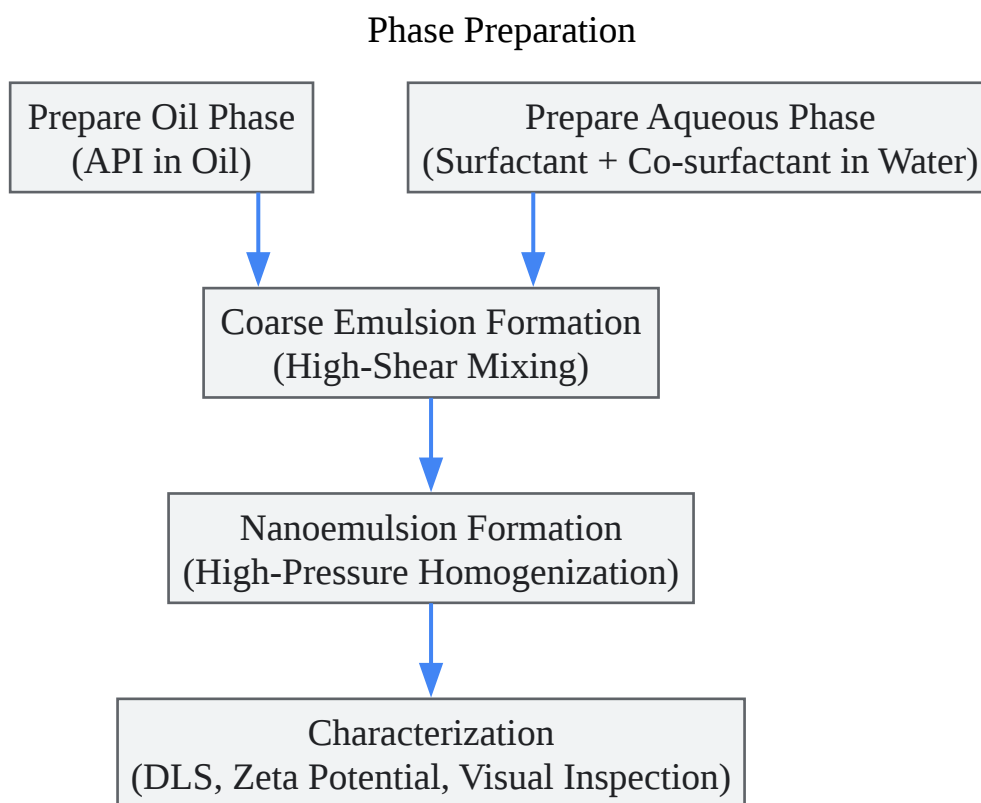 Phase Preparation
Prepare Oil Phase
(API in Oil)
Prepare Aqueous Phase
(Surfactant + Co-surfactant in Water)
Coarse Emulsion Formation
(High-Shear Mixing)
Nanoemulsion Formation
(High-Pressure Homogenization)
Characterization
(DLS, Zeta Potential, Visual Inspection)